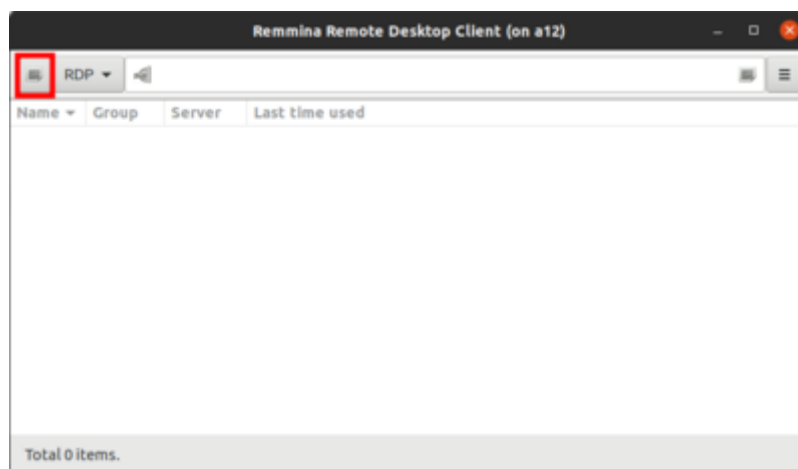 Remmina Remote Desktop Client (on a12)
RDP
Name Group Server Last time used
Total 0 items.